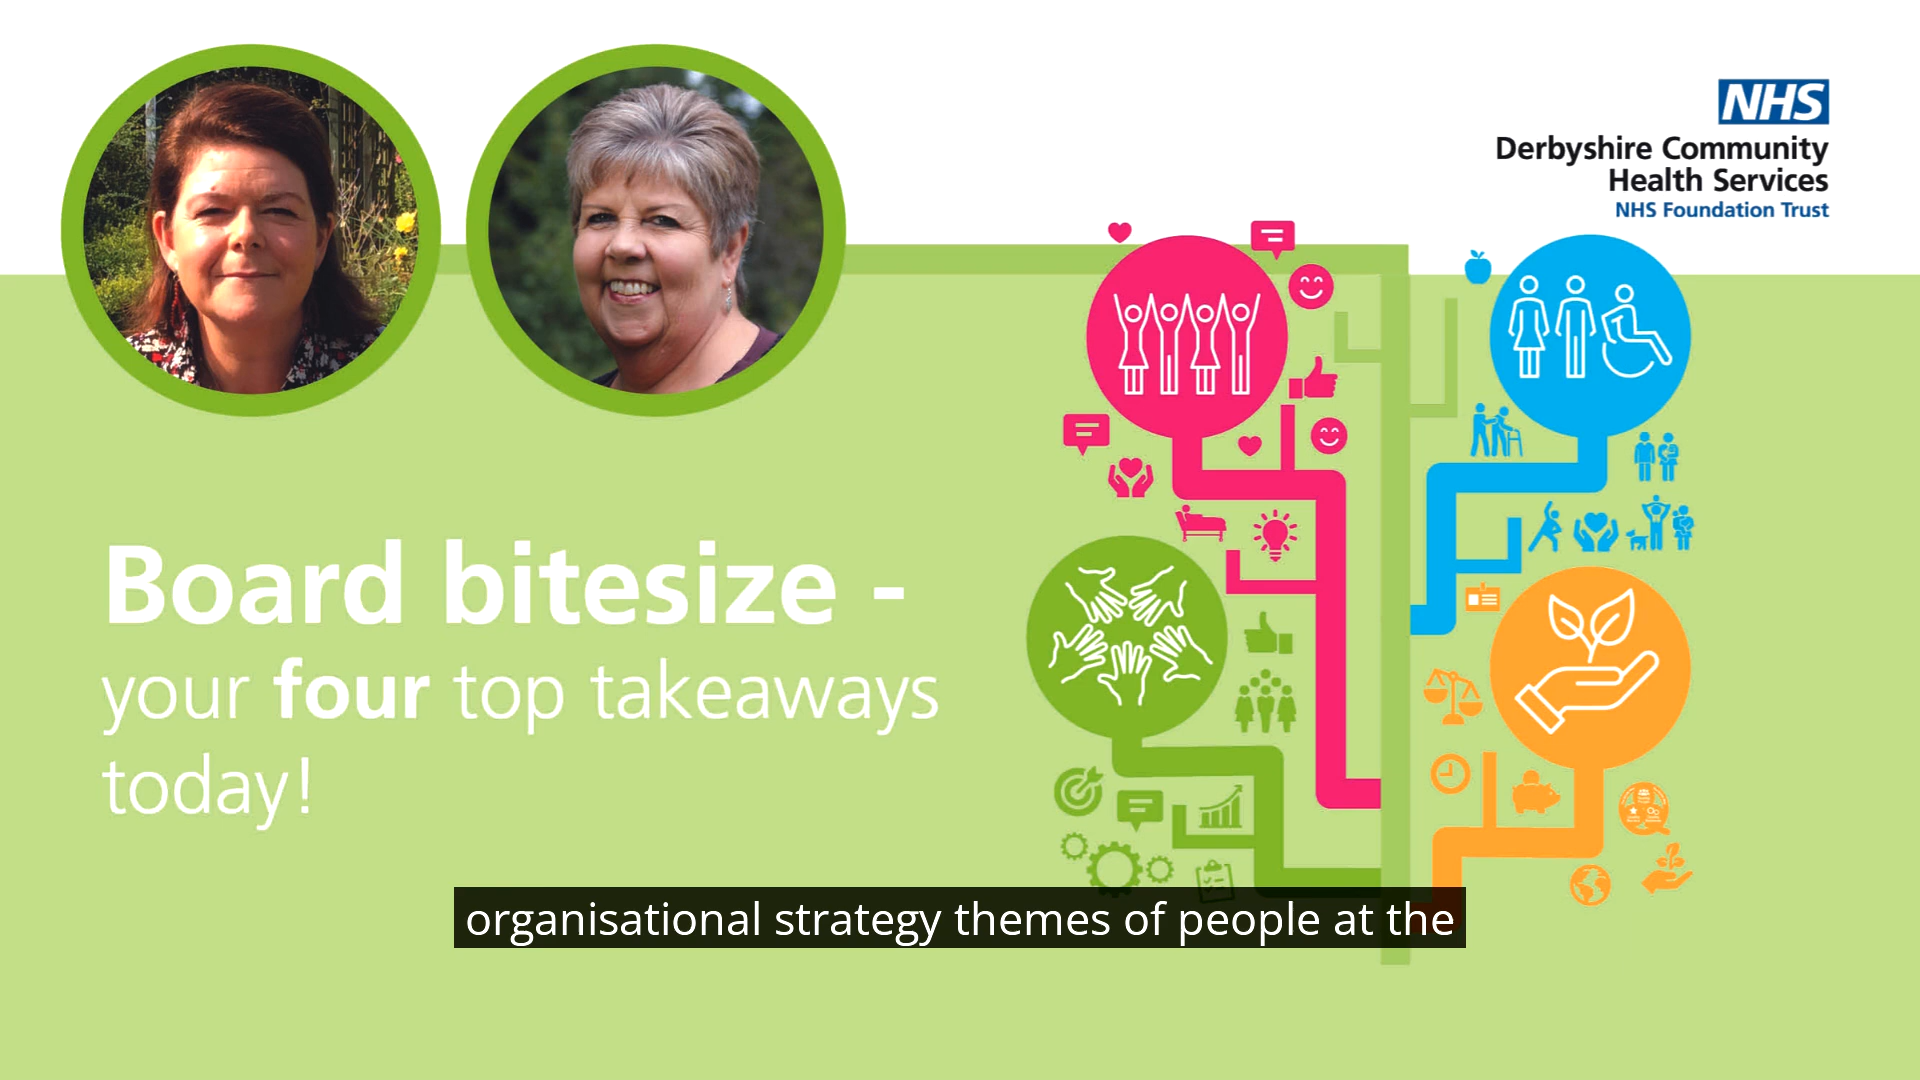 NHS
Derbyshire Community
Health Services
NHS Foundation Trust
Board bitesize -
your four top takeaways
today!
organisational strategy themes of people at the